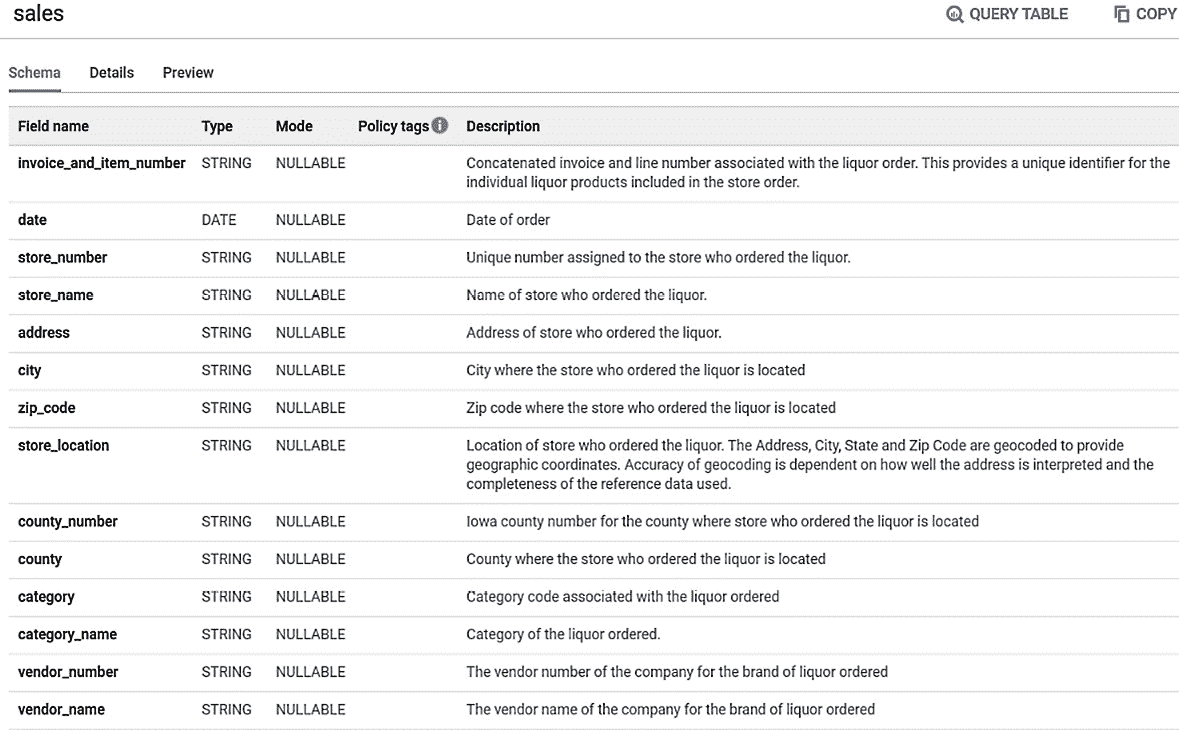 sales
QUERY TABLE
COPY
Schema Details Preview
Field name Type Mode Policy tags Description
invoice_and_item_number STRING NULLABLE Concatenated invoice and line number associated with the liquor order. This provides a unique identifier for the
individual liquor products included in the store order.
date DATE NULLABLE Date of order
store_number STRING NULLABLE Unique number assigned to the store who ordered the liquor.
store_name STRING NULLABLE Name of store who ordered the liquor.
address STRING NULLABLE Address of store who ordered the liquor.
city STRING NULLABLE City where the store who ordered the liquor is located
zip_code STRING NULLABLE Zip code where the store who ordered the liquor is located
store_location STRING NULLABLE Location of store who ordered the liquor. The Address, City, State and Zip Code are geocoded to provide
geographic coordinates. Accuracy of geocoding is dependent on how well the address is interpreted and the
completeness of the reference data used.
county_number STRING NULLABLE Iowa county number for the county where store who ordered the liquor is located
county STRING NULLABLE County where the store who ordered the liquor is located
category STRING NULLABLE Category code associated with the liquor ordered
category_name STRING NULLABLE Category of the liquor ordered.
vendor_number STRING NULLABLE The vendor number of the company for the brand of liquor ordered
vendor_name STRING NULLABLE The vendor name of the company for the brand of liquor ordered